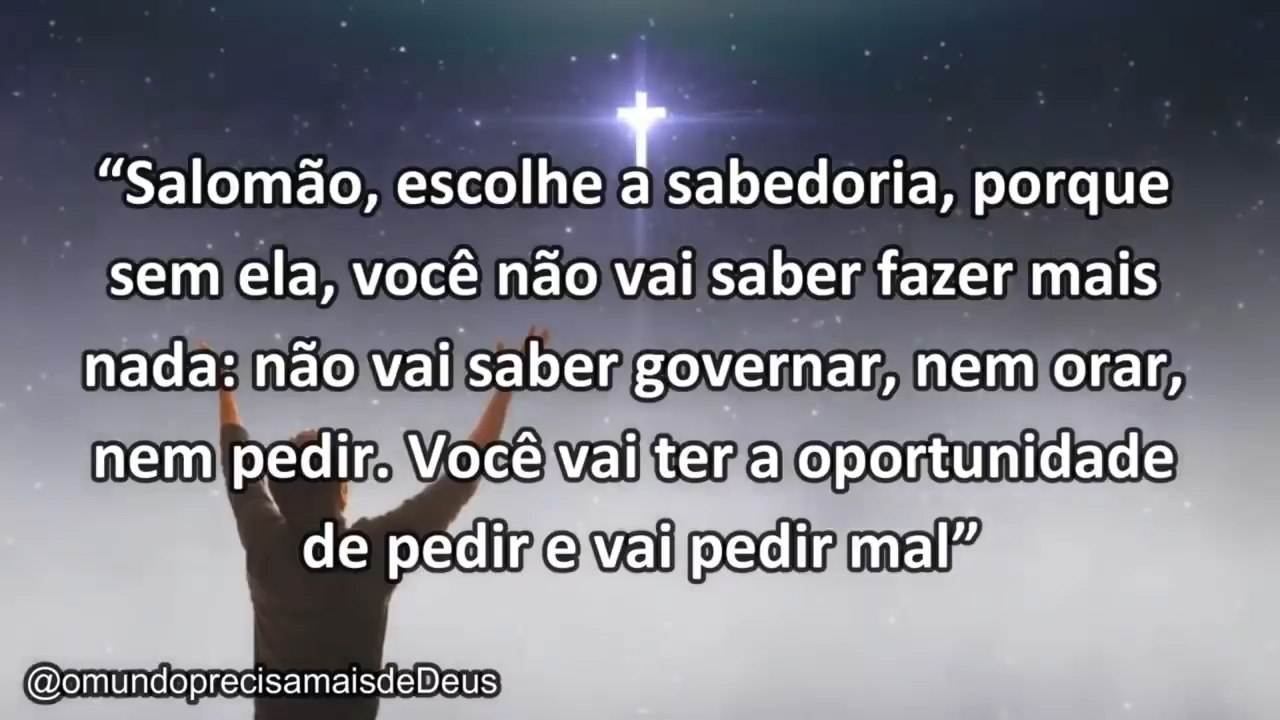 “Salomão, escolhe a sabedoria, porque
sem ela, você não vai saber fazer mais
nada: não vai saber governar, nem orar,
nem pedir. Você vai ter a oportunidade
de pedir e vai pedir mal”
@omundoprecisamaisdeDeus